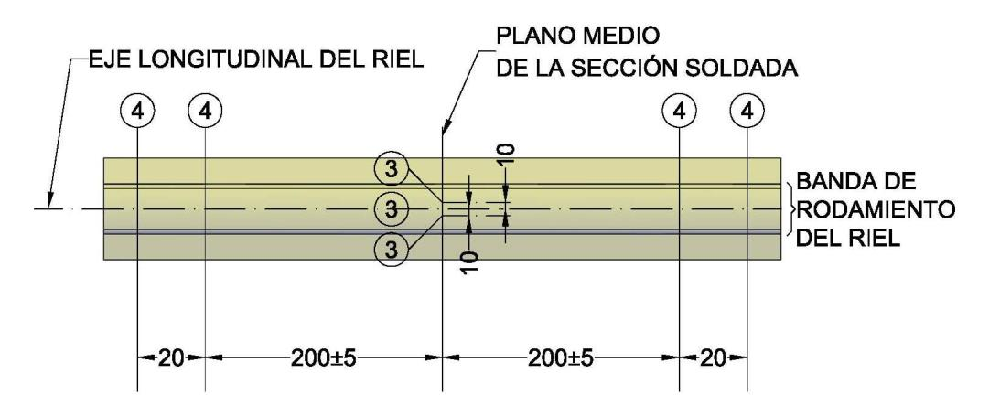 PLANO MEDIO
DE LA SECCIÓN SOLDADA
EJE LONGITUDINAL DEL RIEL
4
4
4
4
3
10
3
3
10
BANDA DE
RODAMIENTO
DEL RIEL
20
200±5
200±5
20